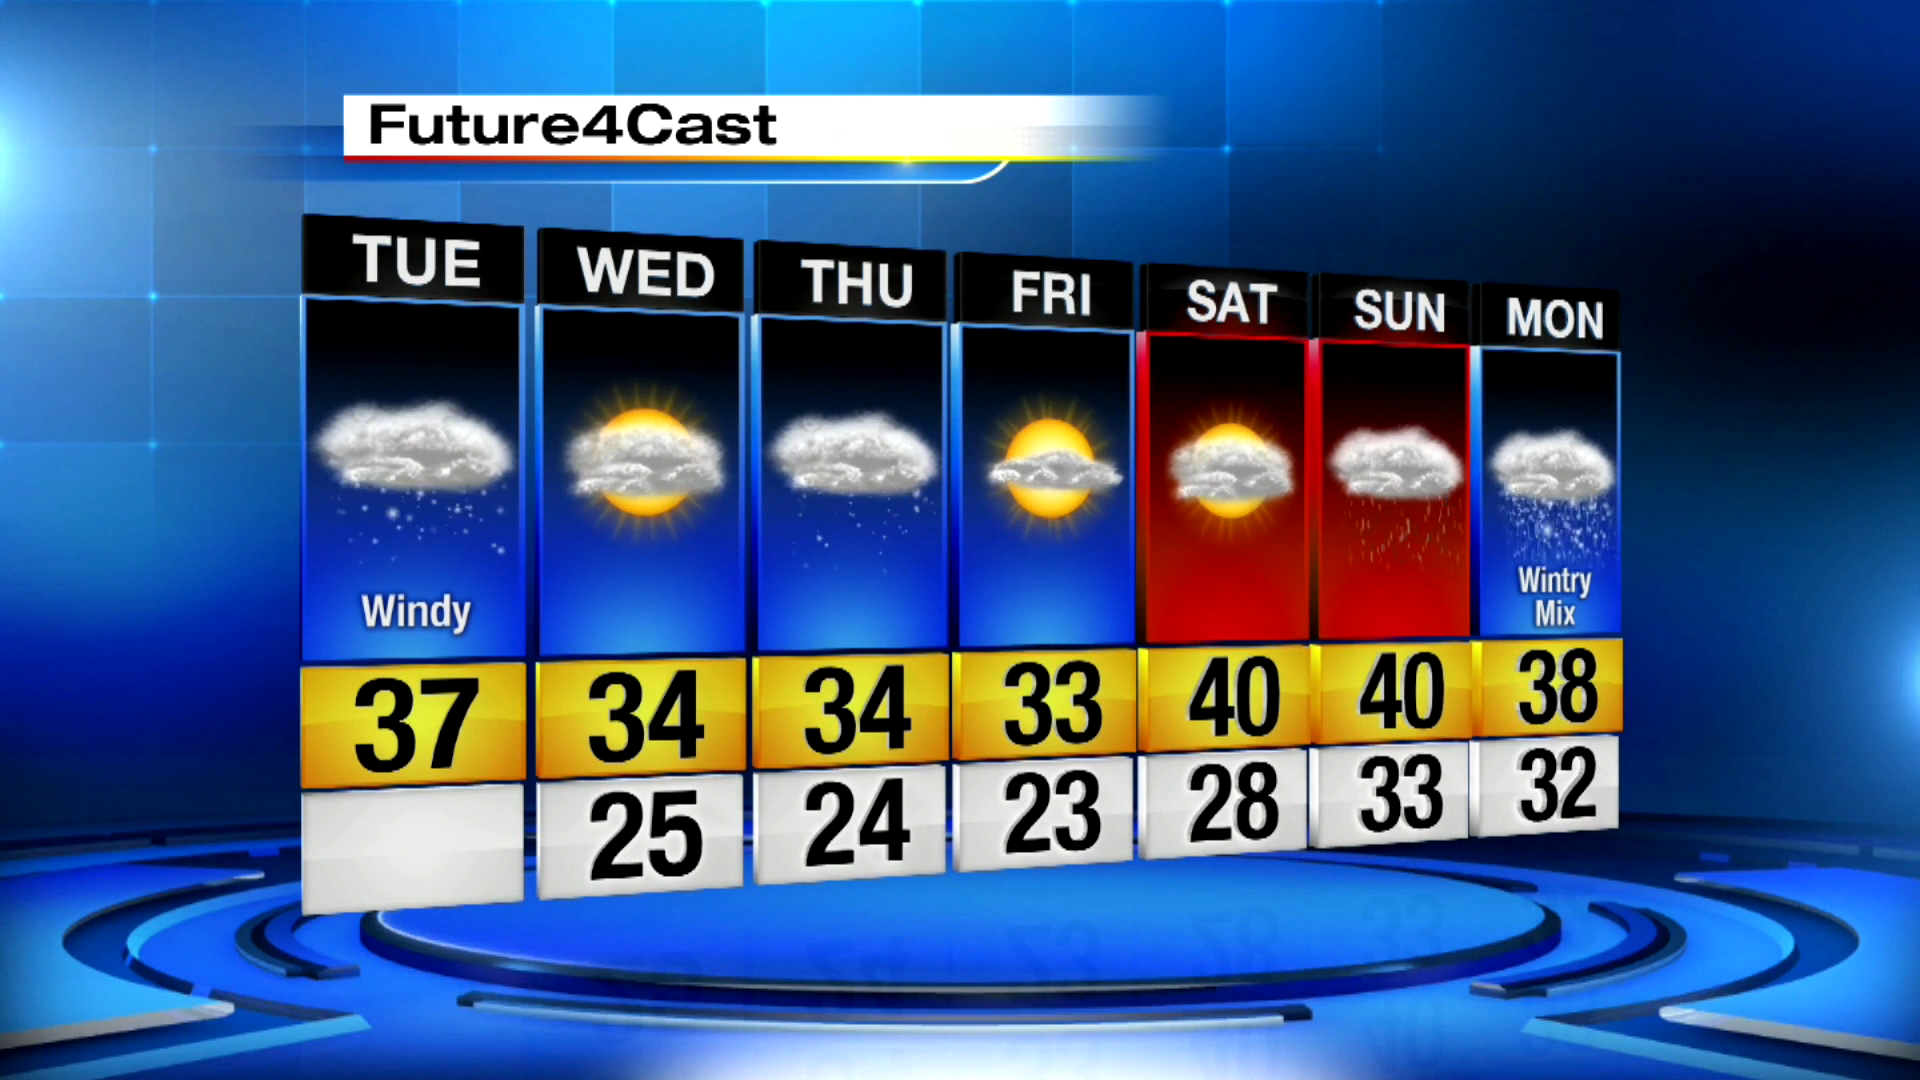 Future4Cast
TUE WED THU FRI SAT SUN MON
Windy
Wintry
Mix
37 34 34 33 40 40 38
25 24 23 28 33 32